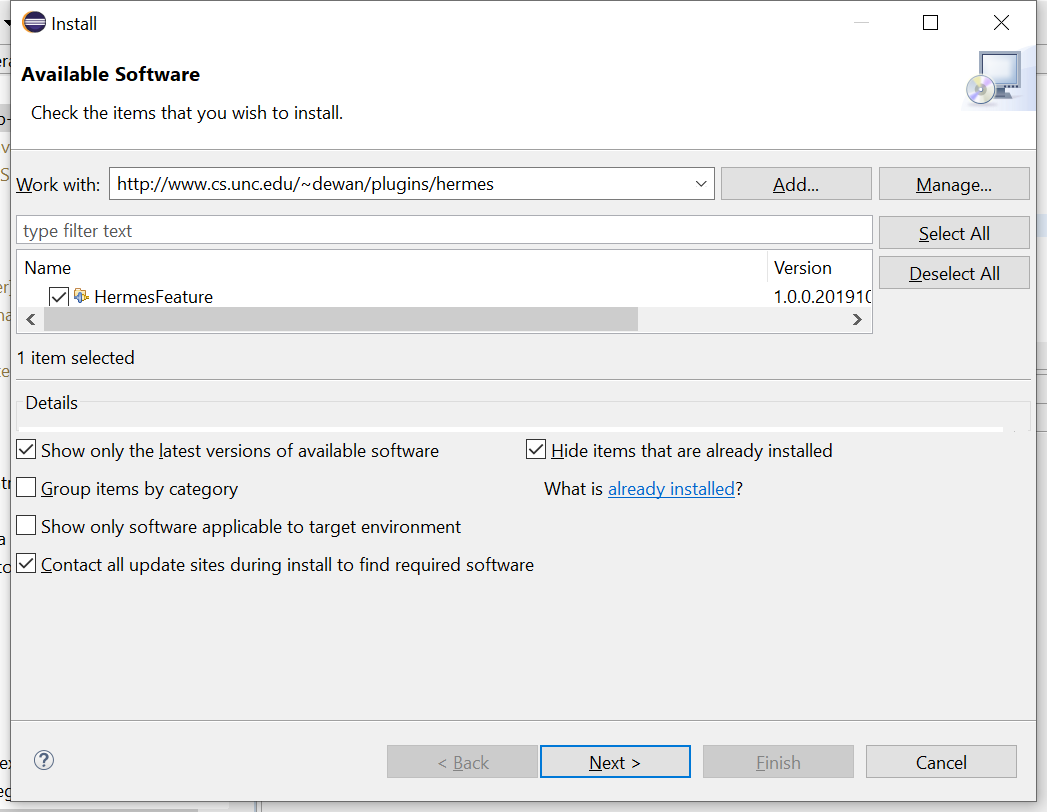 Install
Available Software
Check the items that you wish to install.
Work with: http://www.cs.unc.edu/~dewan/plugins/hermes Add... Manage...
type filter text Select All
Name Version Deselect All
HermesFeature 1.0.0.20191
1 item selected
Details
Show only the latest versions of available software Hide items that are already installed
Group items by category What is already installed?
Show only software applicable to target environment
Contact all update sites during install to find required software
? < Back Next > Finish Cancel